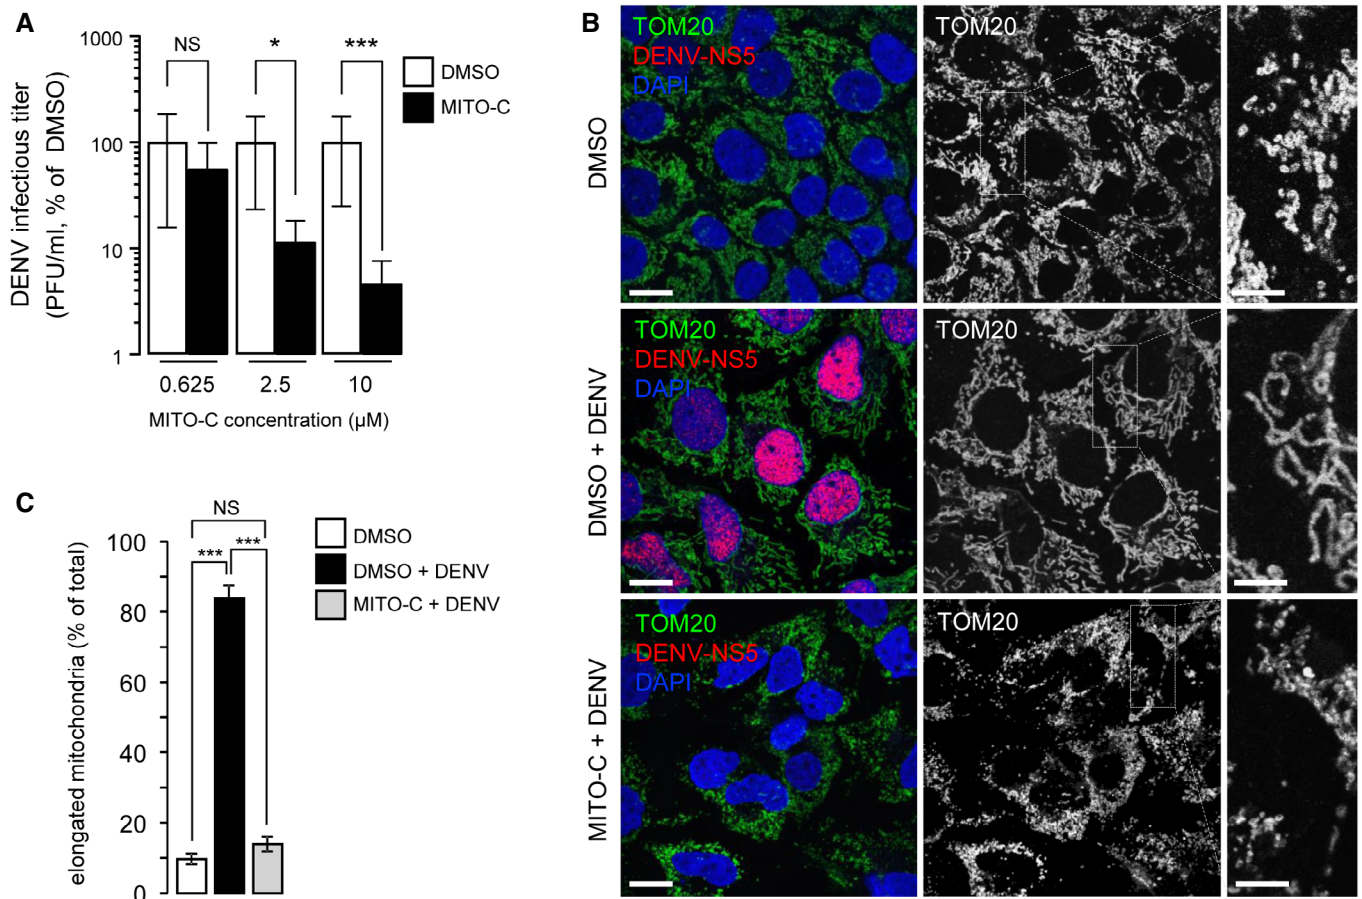 A
DENV infectious titer
(PFU/ml, % of DMSO)
1000
100
10
1
NS
*
***
DMSO
MITO-C
0.625
2.5
10
MITO-C concentration (µM)
B
DMSO
TOM20
DENV-NS5
DAPI
TOM20
DMSO + DENV
TOM20
DENV-NS5
DAPI
TOM20
MITO-C + DENV
TOM20
DENV-NS5
DAPI
TOM20
C
elongated mitochondria (% of total)
100
80
60
40
20
0
NS
***
***
DMSO
DMSO + DENV
MITO-C + DENV